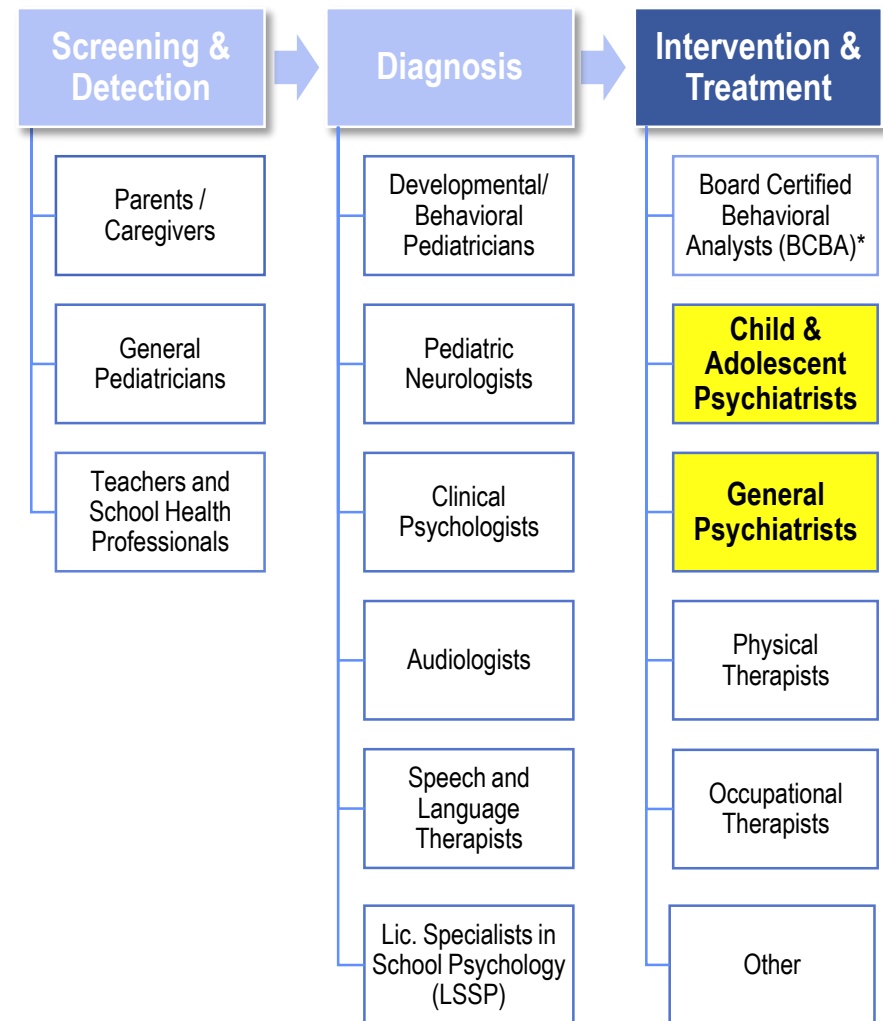 Screening &
Detection
Parents /
Caregivers
General
Pediatricians
Teachers and
School Health
Professionals
Diagnosis
Developmental/
Behavioral
Pediatricians
Pediatric
Neurologists
Clinical
Psychologists
Audiologists
Speech and
Language
Therapists
Lic. Specialists in
School Psychology
(LSSP)
Intervention &
Treatment
Board Certified
Behavioral
Analysts (BCBA)*
Child &
Adolescent
Psychiatrists
General
Psychiatrists
Physical
Therapists
Occupational
Therapists
Other